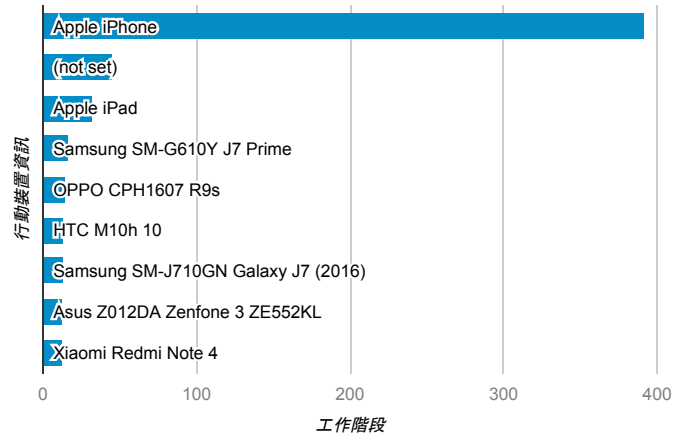 Apple iPhone
(not set)
Apple iPad
Samsung SM-G610Y J7 Prime
OPPO CPH1607 R9s
HTC M10h 10
Samsung SM-J710GN Galaxy J7 (2016)
Asus Z012DA Zenfone 3 ZE552KL
Xiaomi Redmi Note 4
行動裝置資訊
0 100 200 300 400
工作階段